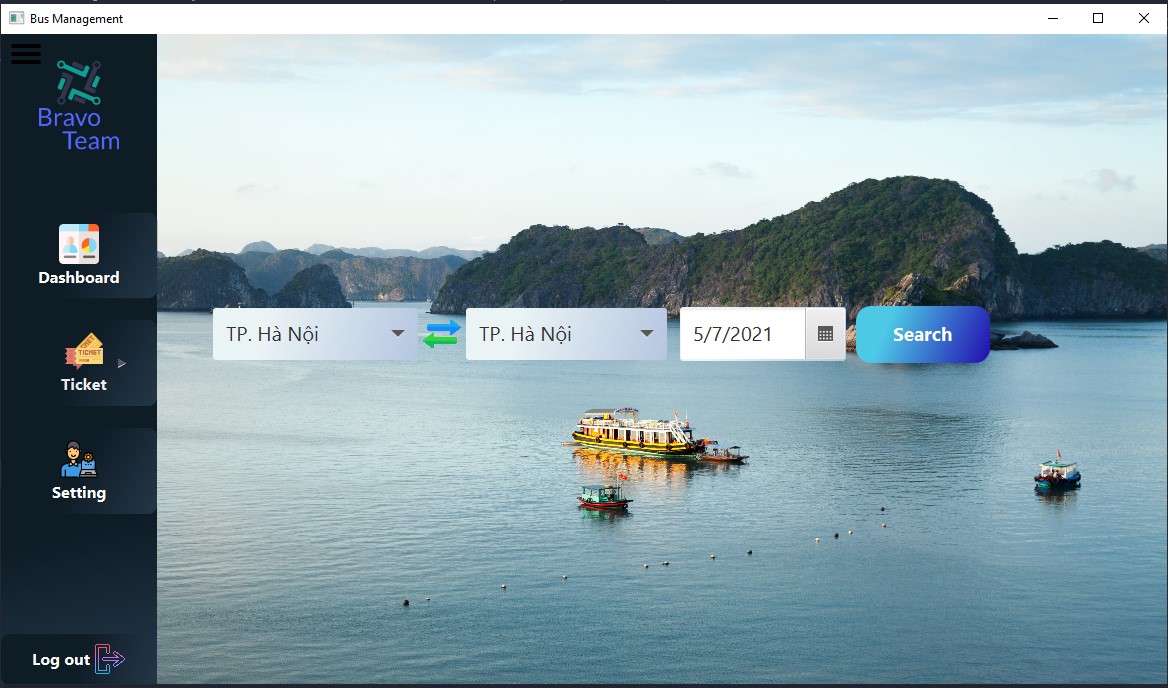 Bus Management
Bravo
Team
Dashboard
TICKET
Ticket
Setting
Log out
TP. Hà Nội
TP. Hà Nội
5/7/2021
Search